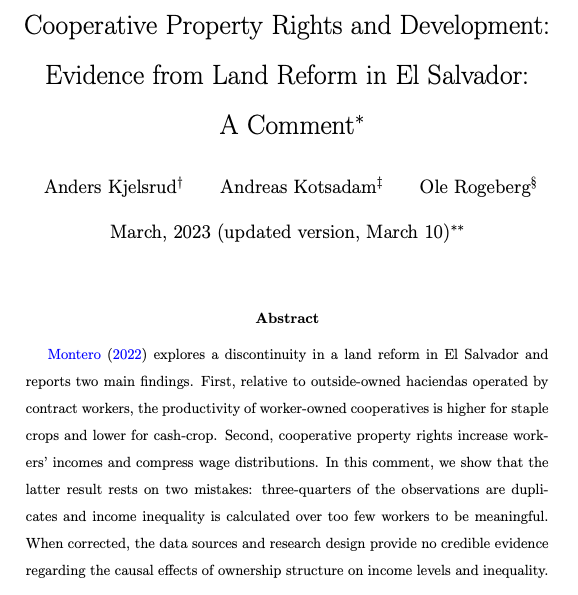 Cooperative Property Rights and Development:
Evidence from Land Reform in El Salvador:
A Comment*
Anders Kjelsrud† Andreas Kotsadam‡ Ole Rogeberg§
March, 2023 (updated version, March 10)**
Abstract
Montero (2022) explores a discontinuity in a land reform in El Salvador and
reports two main findings. First, relative to outside-owned haciendas operated by
contract workers, the productivity of worker-owned cooperatives is higher for staple
crops and lower for cash-crop. Second, cooperative property rights increase work-
ers' incomes and compress wage distributions. In this comment, we show that the
latter result rests on two mistakes: three-quarters of the observations are dupli-
cates and income inequality is calculated over too few workers to be meaningful.
When corrected, the data sources and research design provide no credible evidence
regarding the causal effects of ownership structure on income levels and inequality.